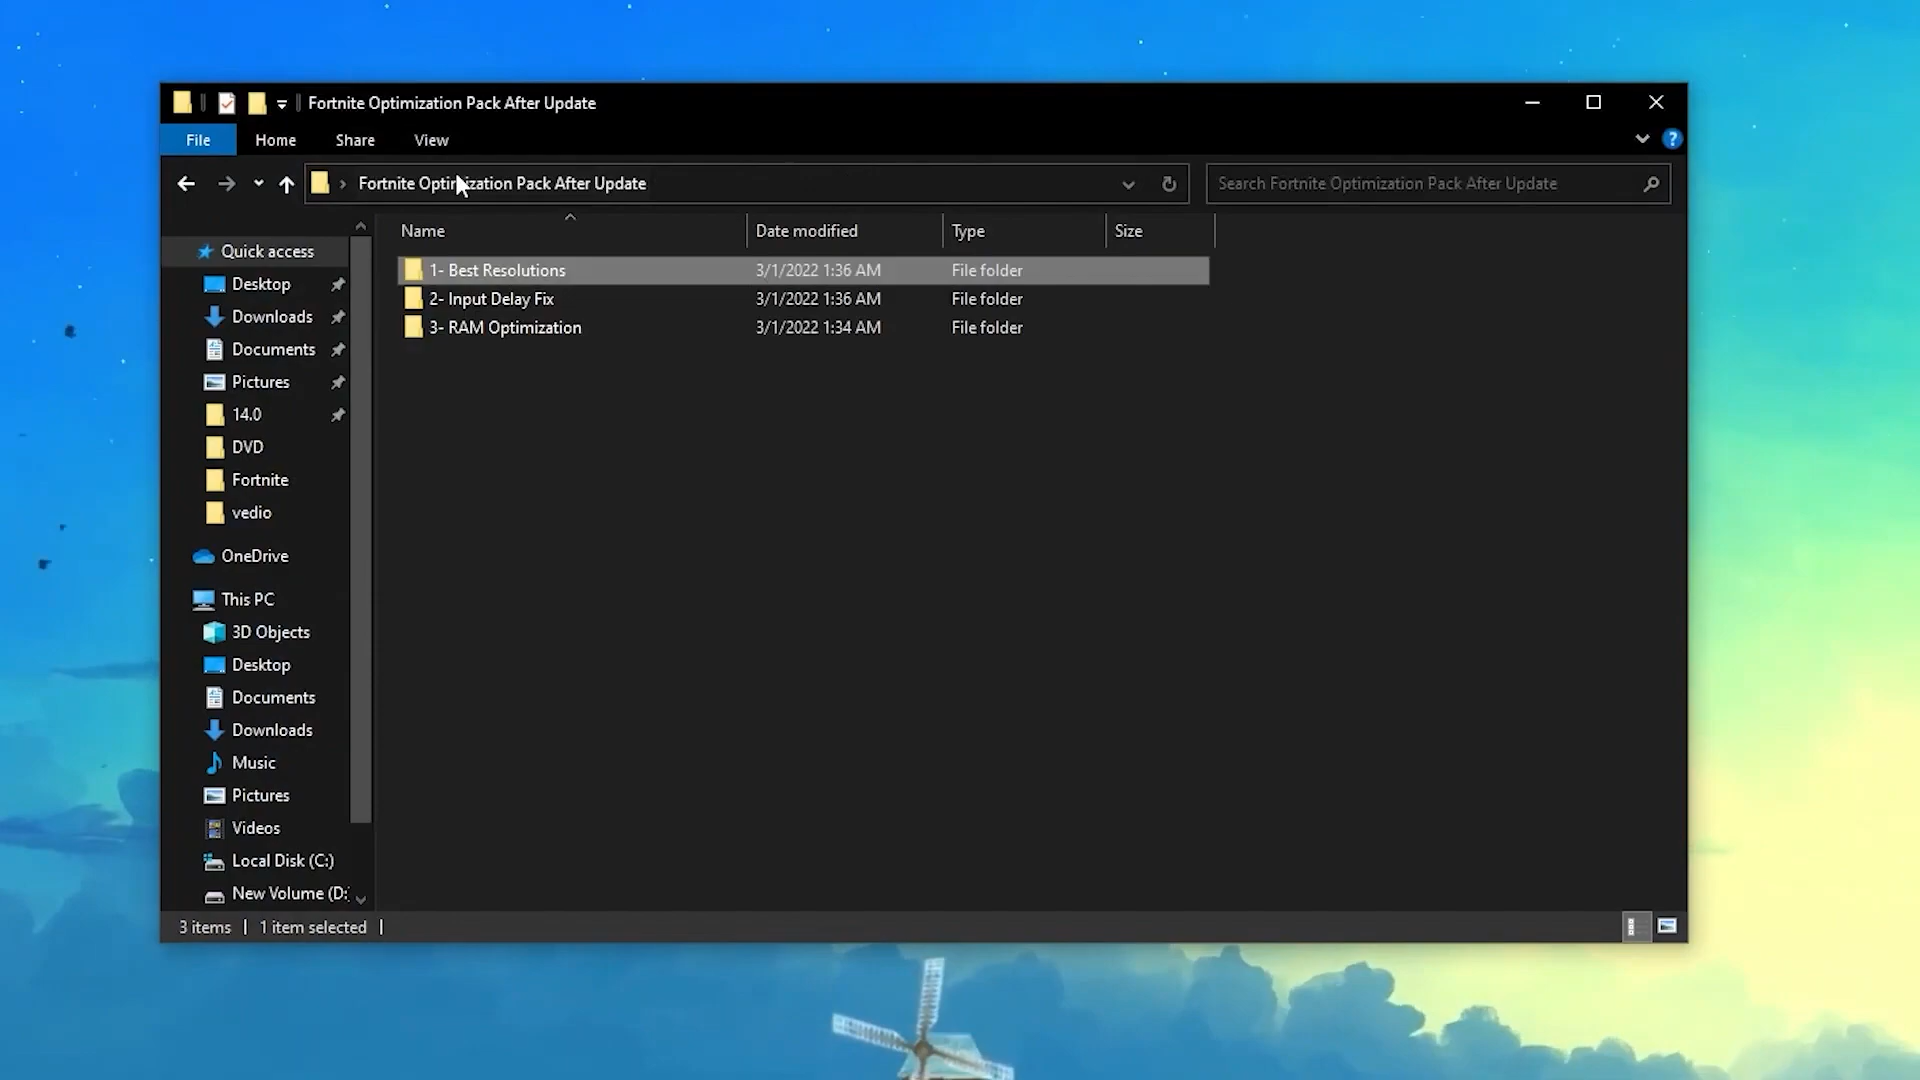 Fortnite Optimization Pack After Update
File Home Share View
Fortnite Optimization Pack After Update
Search Fortnite Optimization Pack After Update
Name Date modified Type Size
1- Best Resolutions 3/1/2022 1:36 AM File folder
2- Input Delay Fix 3/1/2022 1:36 AM File folder
3- RAM Optimization 3/1/2022 1:34 AM File folder
Quick access
Desktop
Downloads
Documents
Pictures
14.0
DVD
Fortnite
vedio
OneDrive
This PC
3D Objects
Desktop
Documents
Downloads
Music
Pictures
Videos
Local Disk (C:)
New Volume (D:
3 items 1 item selected